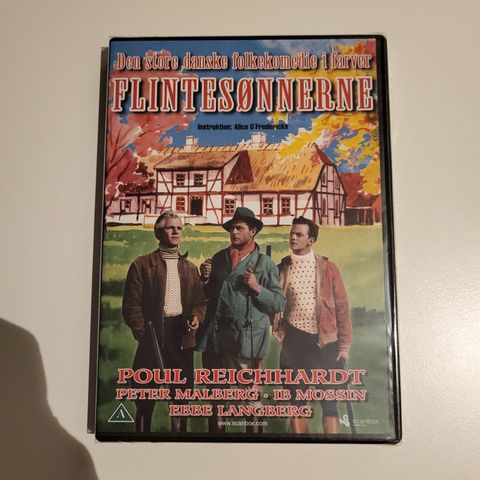 Den store danske folkekomedie i farver
FLINTESØNNERNE
Instruktion: Alice O'Fredericks
POUL REICHHARDT
PETER MALBERG · IB MOSSIN
EBBE LANGBERG
A
www.scanbox.com
scanbox